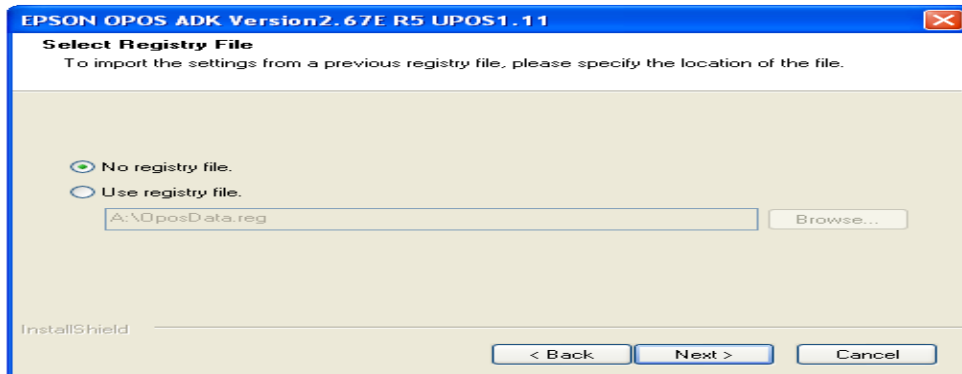 EPSON OPOS ADK Version2.67E R5 UPOS1.11
Select Registry File
To import the settings from a previous registry file, please specify the location of the file.
No registry file.
Use registry file.
A:\OposData.reg
Browse...
InstallShield
< Back
Next >
Cancel